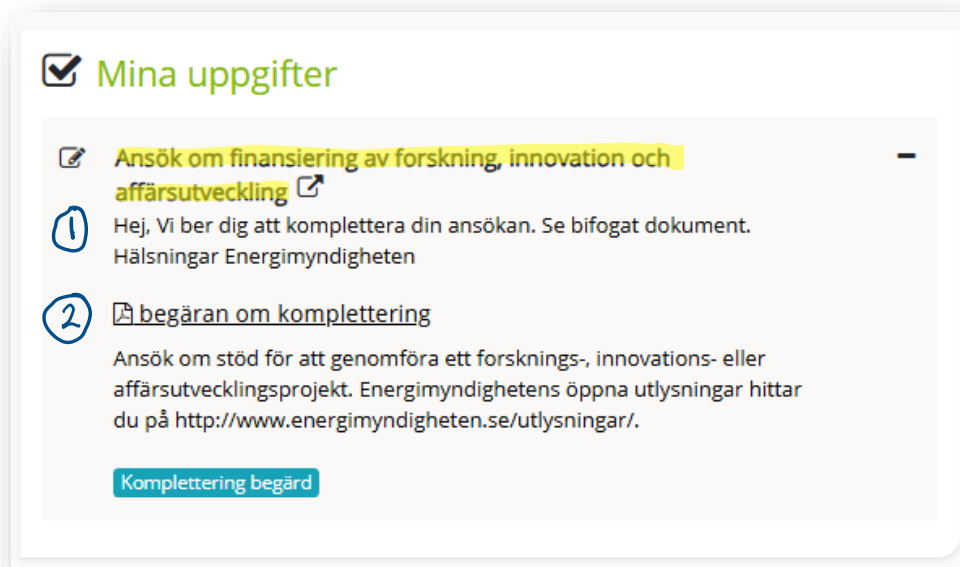 Mina uppgifter
Ansök om finansiering av forskning, innovation och
affärsutveckling
1
Hej, Vi ber dig att komplettera din ansökan. Se bifogat dokument.
Hälsningar Energimyndigheten
2
begäran om komplettering
Ansök om stöd för att genomföra ett forsknings-, innovations- eller
affärsutvecklingsprojekt. Energimyndighetens öppna utlysningar hittar
du på http://www.energimyndigheten.se/utlysningar/.
Komplettering begärd